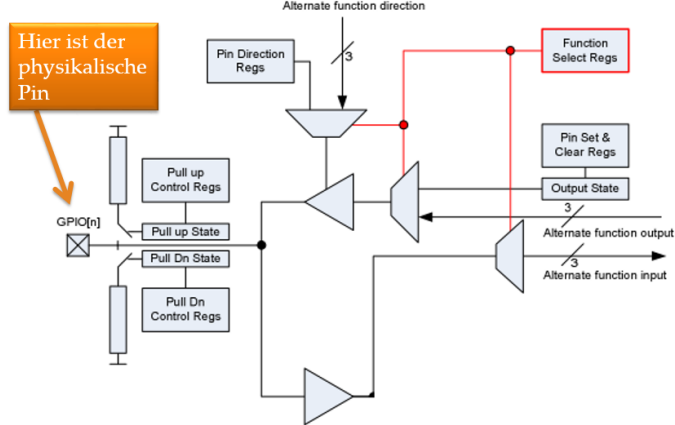 Alternate function direction
Hier ist der
physikalische
Pin
Pin Direction
Regs
3
Function
Select Regs
Pin Set &
Clear Regs
Pull up
Control Regs
Output State
GPIO[n]
Pull up State
3
Alternate function output
Pull Dn State
3
Alternate function input
Pull Dn
Control Regs